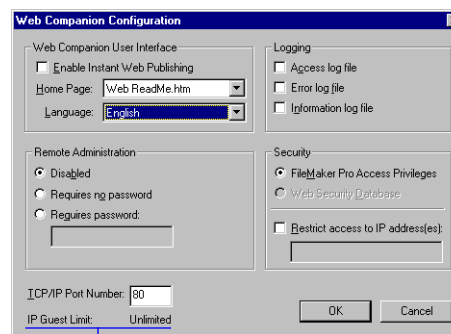 Web Companion Configuration
Web Companion User Interface
Enable Instant Web Publishing
Home Page: Web ReadMe.htm
Language: English
Logging
Access log file
Error log file
Information log file
Remote Administration
Disabled
Requires no password
Requires password:
Security
FileMaker Pro Access Privileges
Web Security Database
Restrict access to IP address(es):
TCP/IP Port Number: 80
IP Guest Limit: Unlimited
OK
Cancel